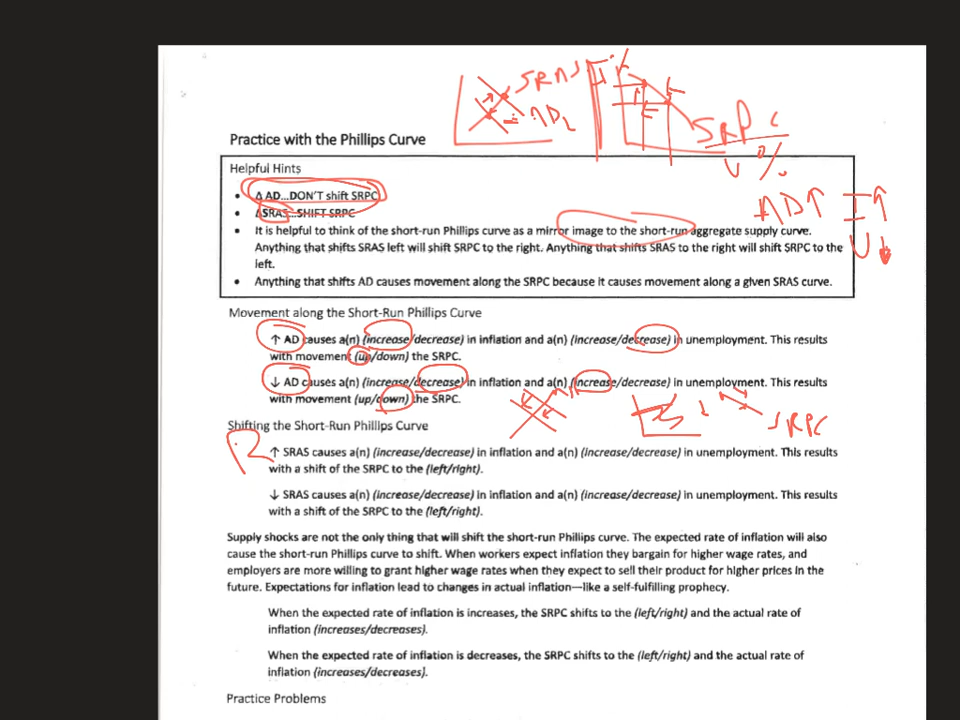 SRAS
AD2
SRPC
U %
AD↑ I↑
U↓
Practice with the Phillips Curve
Helpful Hints
• Δ AD...DON'T shift SRPC
• Δ SRAS...SHIFT SRPC
• It is helpful to think of the short-run Phillips curve as a mirror image to the short-run aggregate supply curve.
Anything that shifts SRAS left will shift SRPC to the right. Anything that shifts SRAS to the right will shift SRPC to the
left.
• Anything that shifts AD causes movement along the SRPC because it causes movement along a given SRAS curve.
Movement along the Short-Run Phillips Curve
↑ AD causes a(n) (increase/decrease) in inflation and a(n) (increase/decrease) in unemployment. This results
with movement (up/down) the SRPC.
↓ AD causes a(n) (increase/decrease) in inflation and a(n) (increase/decrease) in unemployment. This results
with movement (up/down) the SRPC.
SRPC
Shifting the Short-Run Phillips Curve
↑ SRAS causes a(n) (increase/decrease) in inflation and a(n) (increase/decrease) in unemployment. This results
with a shift of the SRPC to the (left/right).
↓ SRAS causes a(n) (increase/decrease) in inflation and a(n) (increase/decrease) in unemployment. This results
with a shift of the SRPC to the (left/right).
Supply shocks are not the only thing that will shift the short-run Phillips curve. The expected rate of inflation will also
cause the short-run Phillips curve to shift. When workers expect inflation they bargain for higher wage rates, and
employers are more willing to grant higher wage rates when they expect to sell their product for higher prices in the
future. Expectations for inflation lead to changes in actual inflation—like a self-fulfilling prophecy.
When the expected rate of inflation is increases, the SRPC shifts to the (left/right) and the actual rate of
inflation (increases/decreases).
When the expected rate of inflation is decreases, the SRPC shifts to the (left/right) and the actual rate of
inflation (increases/decreases).
Practice Problems